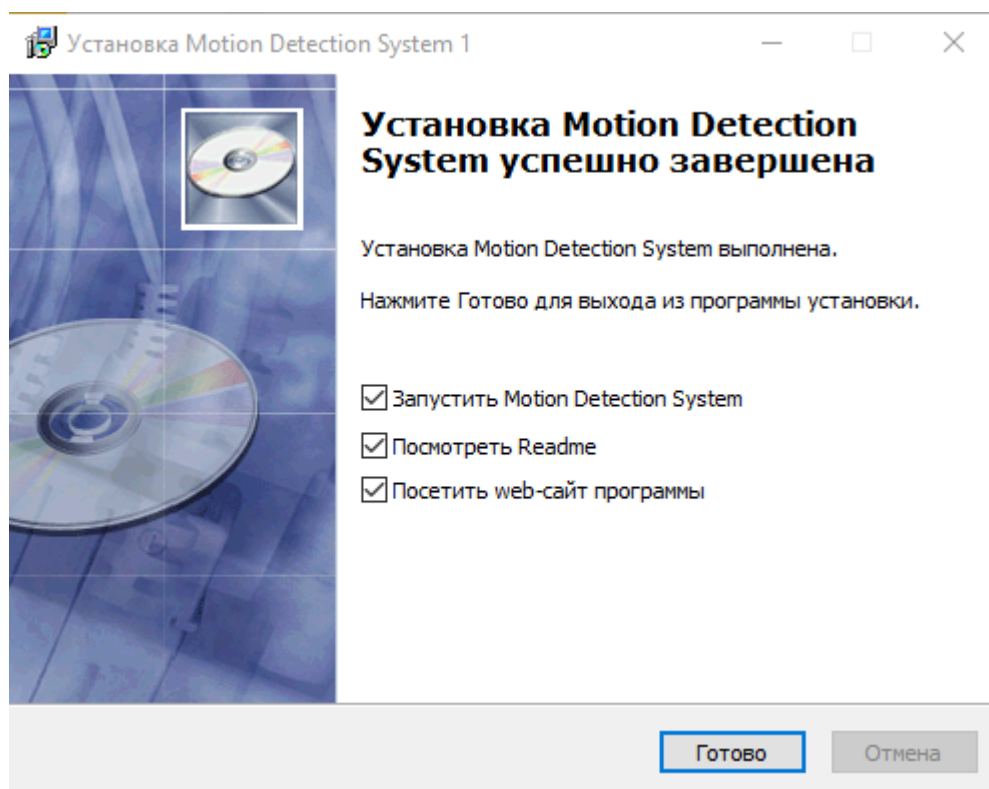 Установка Motion Detection System 1
Установка Motion Detection
System успешно завершена
Установка Motion Detection System выполнена.
Нажмите Готово для выхода из программы установки.
Запустить Motion Detection System
Посмотреть Readme
Посетить web-сайт программы
Готово
Отмена